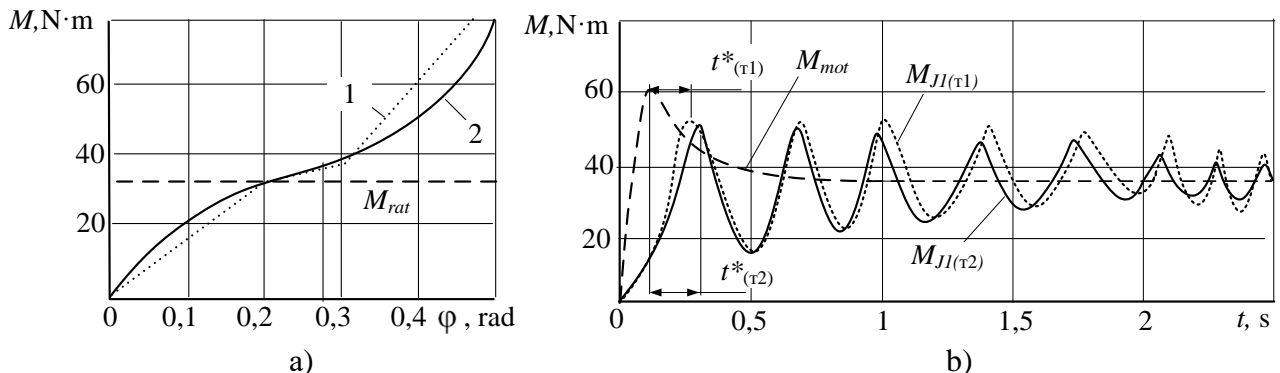 M,N·m
60
40
20
0 0,1 0,2 0,3 0,4 φ , rad
1
2
M_rat
a)
M,N·m
60
40
20
0 0,5 1 1,5 2 t, s
t*(т1)
M_mot
M_J1(т1)
M_J1(т2)
t*(т2)
b)